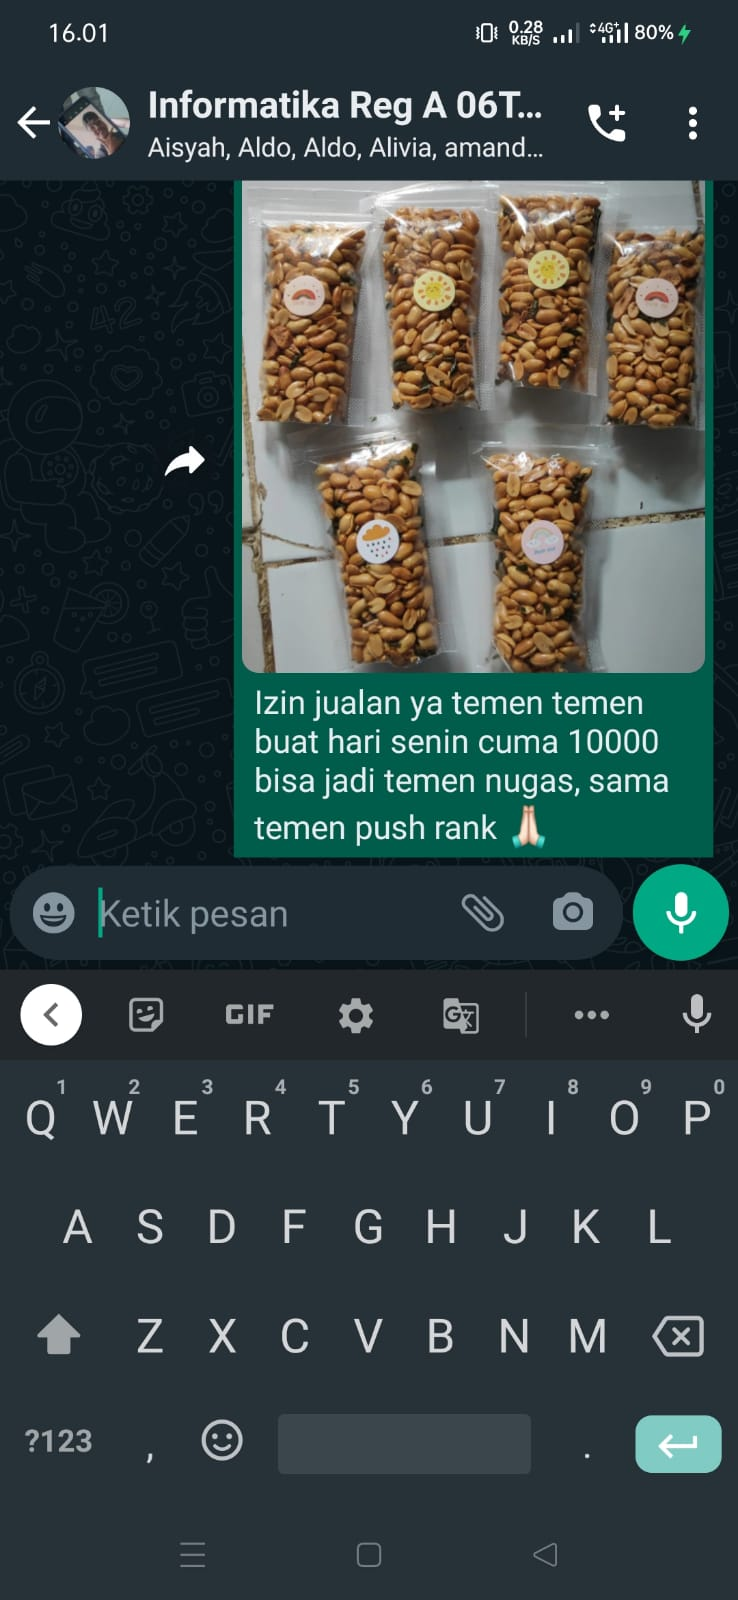 16.01
0.28
KB/S
4G+
80%
Informatika Reg A 06T...
Aisyah, Aldo, Aldo, Alivia, amand...
Izin jualan ya temen temen
buat hari senin cuma 10000
bisa jadi temen nugas, sama
temen push rank 🙏🏻
Ketik pesan
GIF
1 2 3 4 5 6 7 8 9 0
Q W E R T Y U I O P
A S D F G H J K L
Z X C V B N M
?123 , .